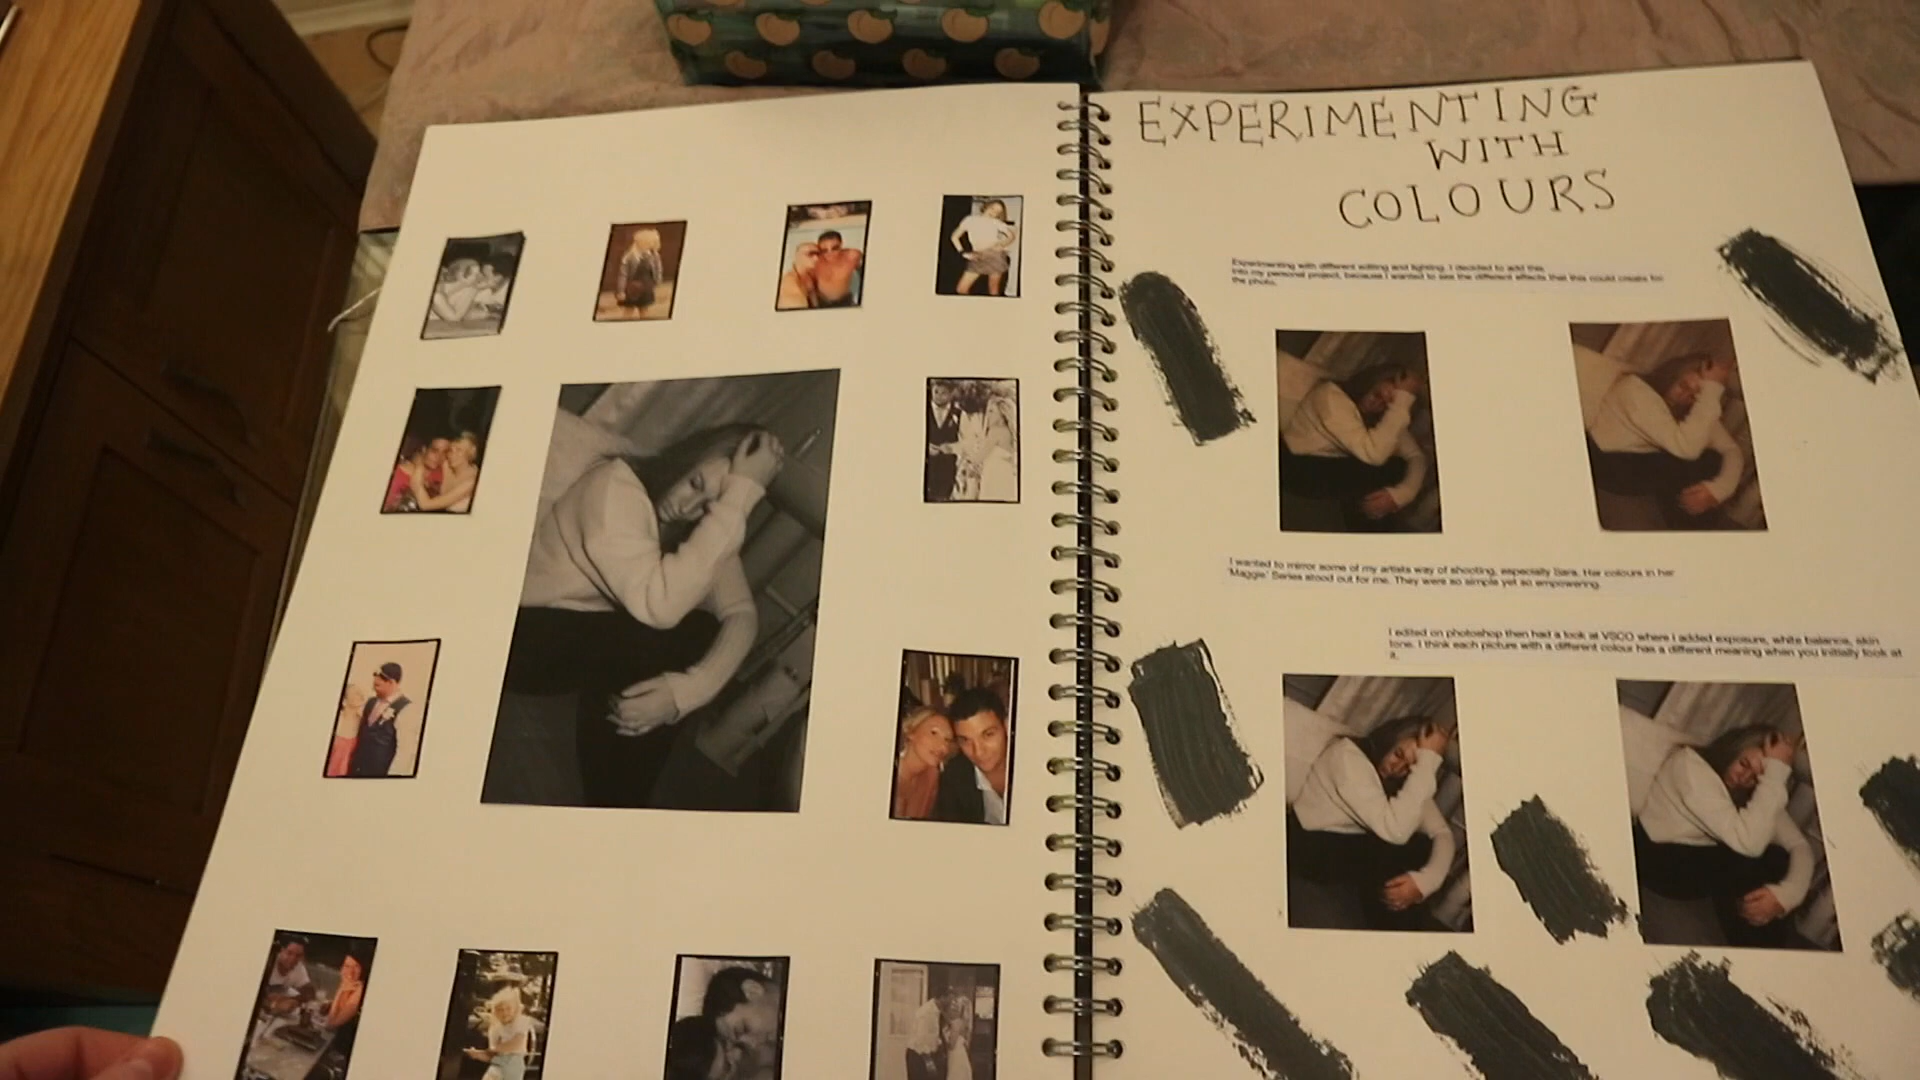 EXPERIMENTING
WITH
COLOURS
Experimenting with different editing and lighting. I decided to add this
into my personal project, because I wanted to see the different effects that this could create for
the photo.
I wanted to mirror some of my artists way of shooting, especially Sara. Her colours in her
'Maggie' Series stood out for me. They were so simple yet so empowering.
I edited on photoshop then had a look at VSCO where I added exposure, white balance, skin
tone. I think each picture with a different colour has a different meaning when you initially look at
it.